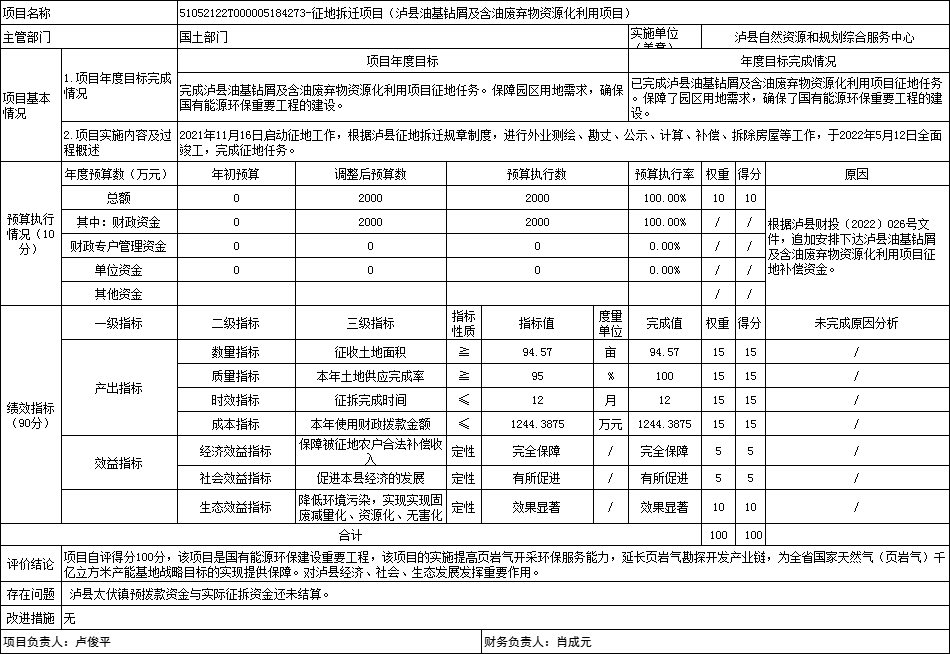 项目名称 51052122T000005184273-征地拆迁项目（泸县油基钻屑及含油废弃物资源化利用项目）
主管部门 国土部门 实施单位 泸县自然资源和规划综合服务中心
（盖章）
项目基本情况
1.项目年度目标完成情况
项目年度目标 年度目标完成情况
完成泸县油基钻屑及含油废弃物资源化利用项目征地任务。保障园区用地需求，确保
国有能源环保重要工程的建设。
已完成泸县油基钻屑及含油废弃物资源化利用项目征地任务
。保障了园区用地需求，确保了国有能源环保重要工程的建
设。
2.项目实施内容及过程概述
2021年11月16日启动征地工作，根据泸县征地拆迁规章制度，进行外业测绘、勘丈、公示、计算、补偿、拆除房屋等工作，于2022年5月12日全面
竣工，完成征地任务。
预算执行情况（10分）
年度预算数（万元） 年初预算 调整后预算数 预算执行数 预算执行率 权重 得分 原因
总额 0 2000 2000 100.00% 10 10
其中：财政资金 0 2000 2000 100.00% / /
财政专户管理资金 0 0 0 0.00% / /
单位资金 0 0 0 0.00% / /
其他资金 / /
根据泸县财投（2022）026号文
件，追加安排下达泸县油基钻屑
及含油废弃物资源化利用项目征
地补偿资金。
绩效指标（90分）
一级指标 二级指标 三级指标 指标性质 指标值 度量单位 完成值 权重 得分 未完成原因分析
产出指标
数量指标 征收土地面积 ≧ 94.57 亩 94.57 15 15 /
质量指标 本年土地供应完成率 ≧ 95 % 100 15 15 /
时效指标 征拆完成时间 ≤ 12 月 12 15 15 /
成本指标 本年使用财政拨款金额 ≤ 1244.3875 万元 1244.3875 15 15 /
效益指标
经济效益指标 保障被征地农户合法补偿收入 定性 完全保障 / 完全保障 5 5 /
社会效益指标 促进本县经济的发展 定性 有所促进 / 有所促进 5 5 /
生态效益指标 降低环境污染，实现实现固废减量化、资源化、无害化 定性 效果显著 / 效果显著 10 10 /
合计 100 100
评价结论 项目自评得分100分，该项目是国有能源环保建设重要工程，该项目的实施提高页岩气开采环保服务能力，延长页岩气勘探开发产业链，为全省国家天然气（页岩气）千
亿立方米产能基地战略目标的实现提供保障。对泸县经济、社会、生态发展发挥重要作用。
存在问题 泸县太伏镇预拨款资金与实际征拆资金还未结算。
改进措施 无
项目负责人：卢俊平 财务负责人：肖成元